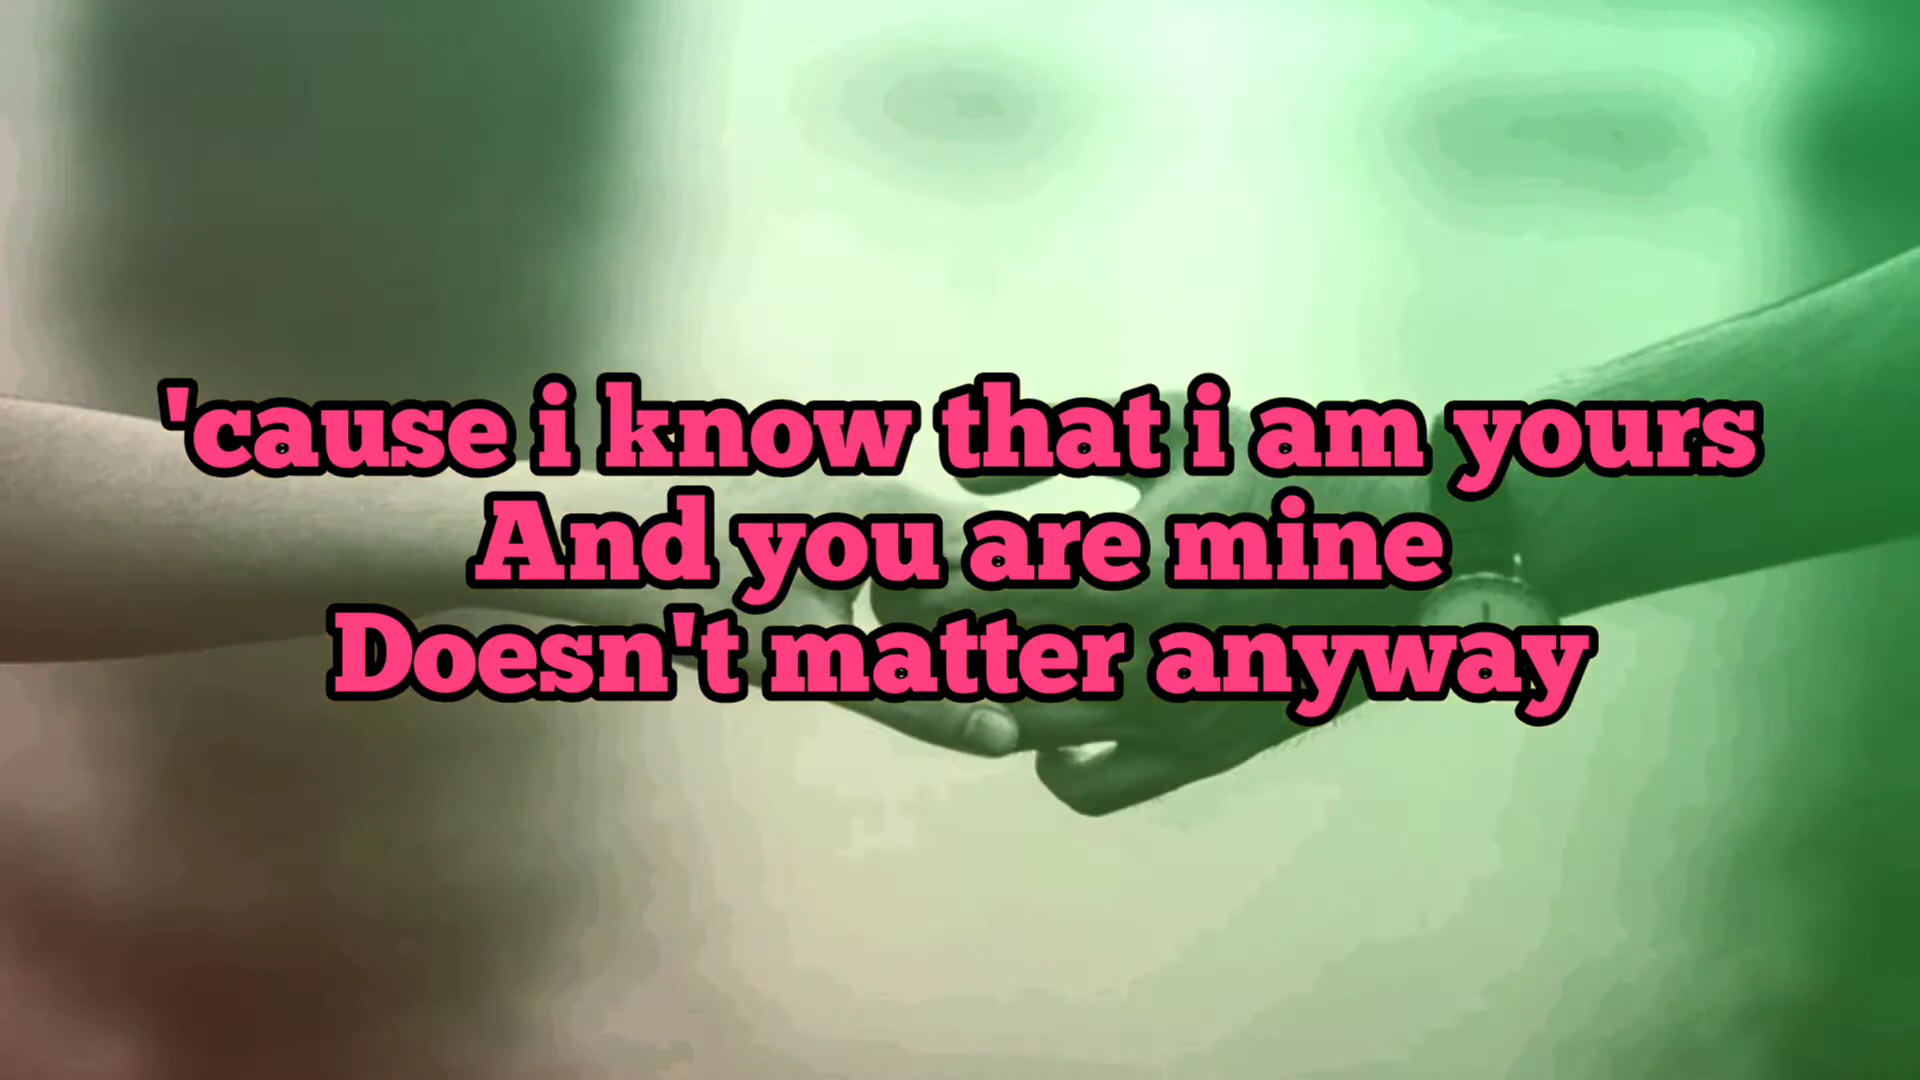 'cause i know that i am yours
And you are mine
Doesn't matter anyway